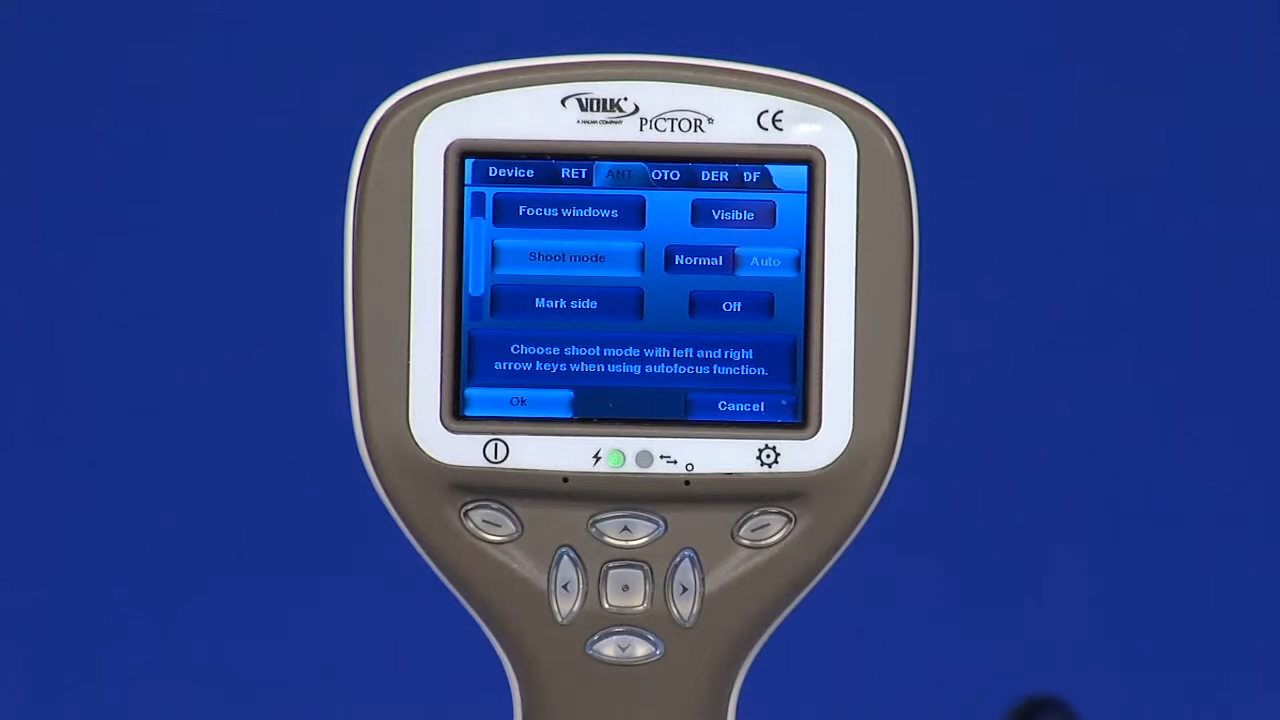 VOLK
A HALMA COMPANY
PiCTOR
CE
Device RET ANT OTO DER DF
Focus windows Visible
Shoot mode Normal Auto
Mark side Off
Choose shoot mode with left and right
arrow keys when using autofocus function.
Ok Cancel